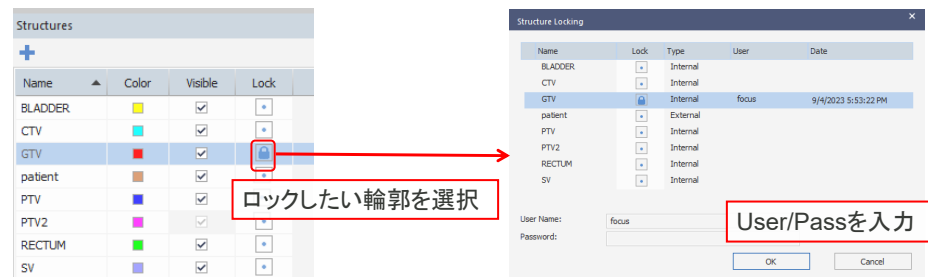 Structures
Name Color Visible Lock
BLADDER
CTV
GTV
patient
PTV
PTV2
RECTUM
SV
ロックしたい輪郭を選択
Structure Locking
Name Lock Type User Date
BLADDER Internal
CTV Internal
GTV Internal focus 9/4/2023 5:53:22 PM
patient External
PTV Internal
PTV2 Internal
RECTUM Internal
SV Internal
User Name: focus
Password:
User/Passを入力
OK Cancel